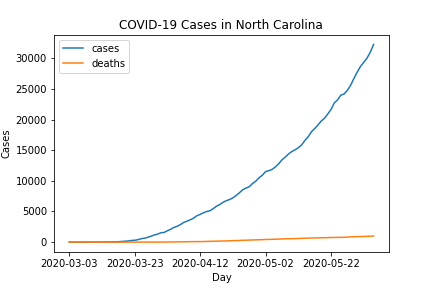 COVID-19 Cases in North Carolina
cases
deaths
30000
25000
20000
15000
10000
5000
0
Cases
2020-03-03 2020-03-23 2020-04-12 2020-05-02 2020-05-22
Day